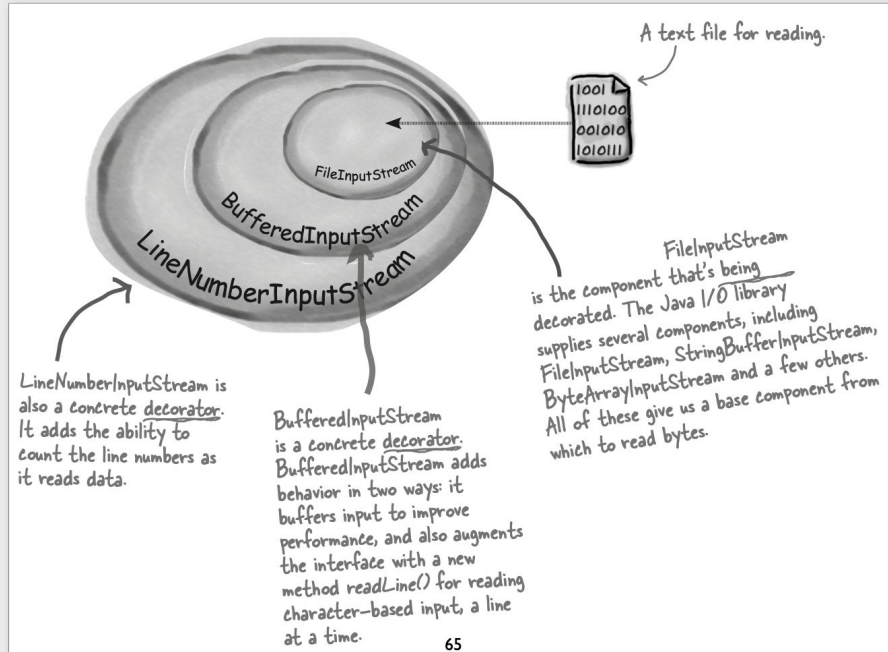 A text file for reading.
1001
1110100
001010
1010111
FileInputStream
BufferedInputStream
LineNumberInputStream
FileInputStream
is the component that's being
decorated. The Java I/O library
supplies several components, including
FileInputStream, StringBufferInputStream,
ByteArrayInputStream and a few others.
All of these give us a base component from
which to read bytes.
LineNumberInputStream is
also a concrete decorator.
It adds the ability to
count the line numbers as
it reads data.
BufferedInputStream
is a concrete decorator.
BufferedInputStream adds
behavior in two ways: it
buffers input to improve
performance, and also augments
the interface with a new
method readLine() for reading
character-based input, a line
at a time.
65